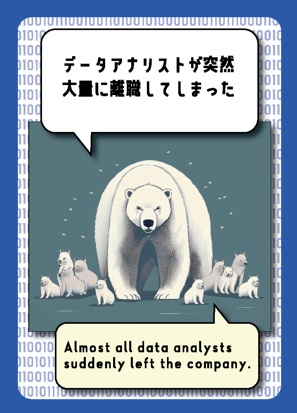 データアナリストが突然
大量に離職してしまった
Almost all data analysts
suddenly left the company.